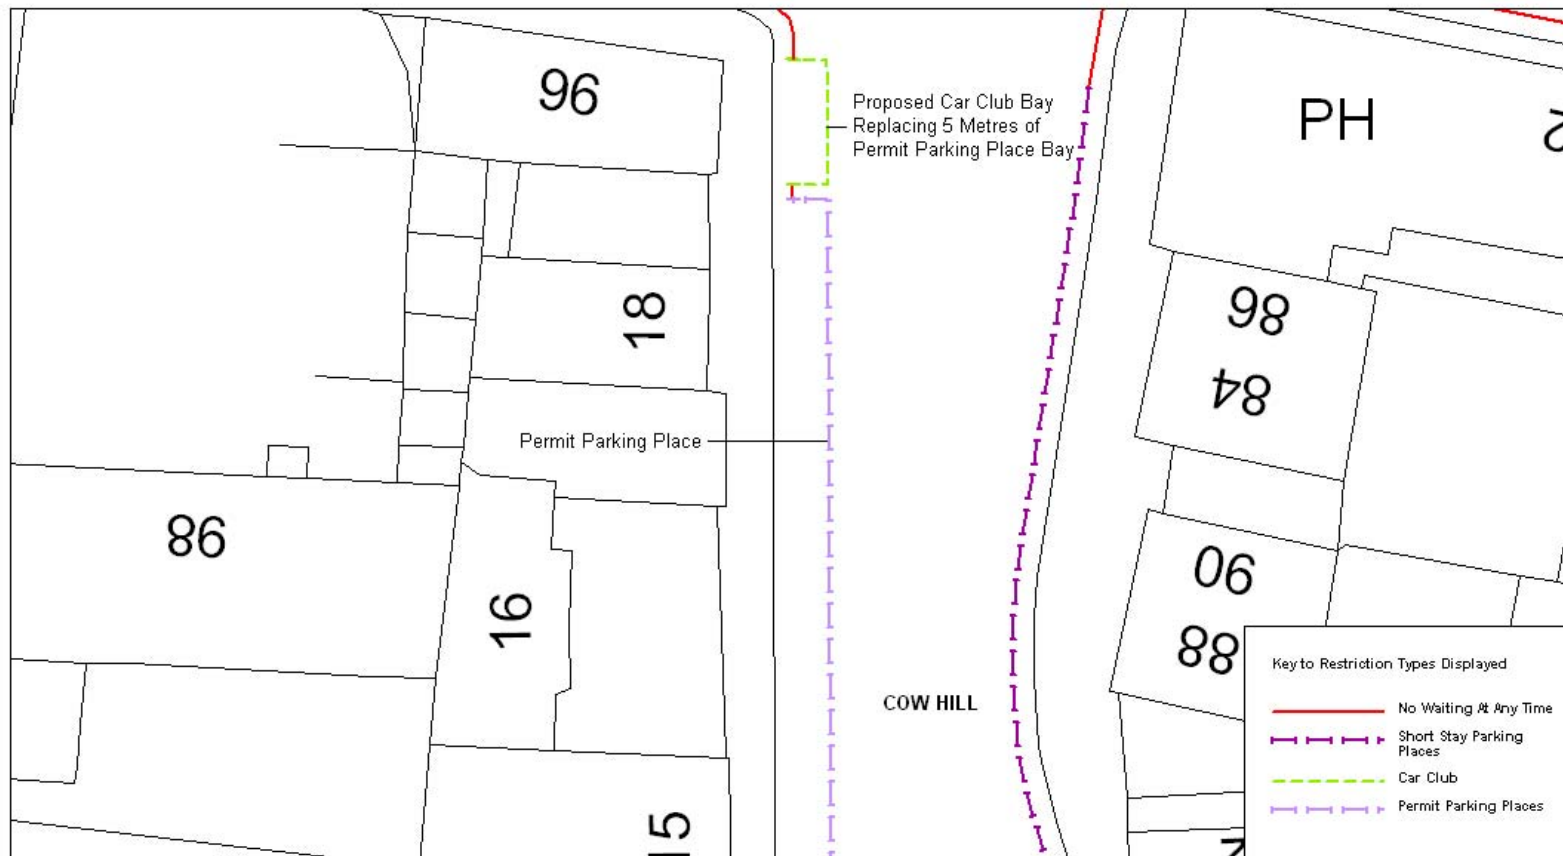 96
Proposed Car Club Bay
Replacing 5 Metres of
Permit Parking Place Bay
PH
18
86
84
Permit Parking Place
98
16
90
88
COW HILL
15
Key to Restriction Types Displayed
No Waiting At Any Time
Short Stay Parking
Places
Car Club
Permit Parking Places